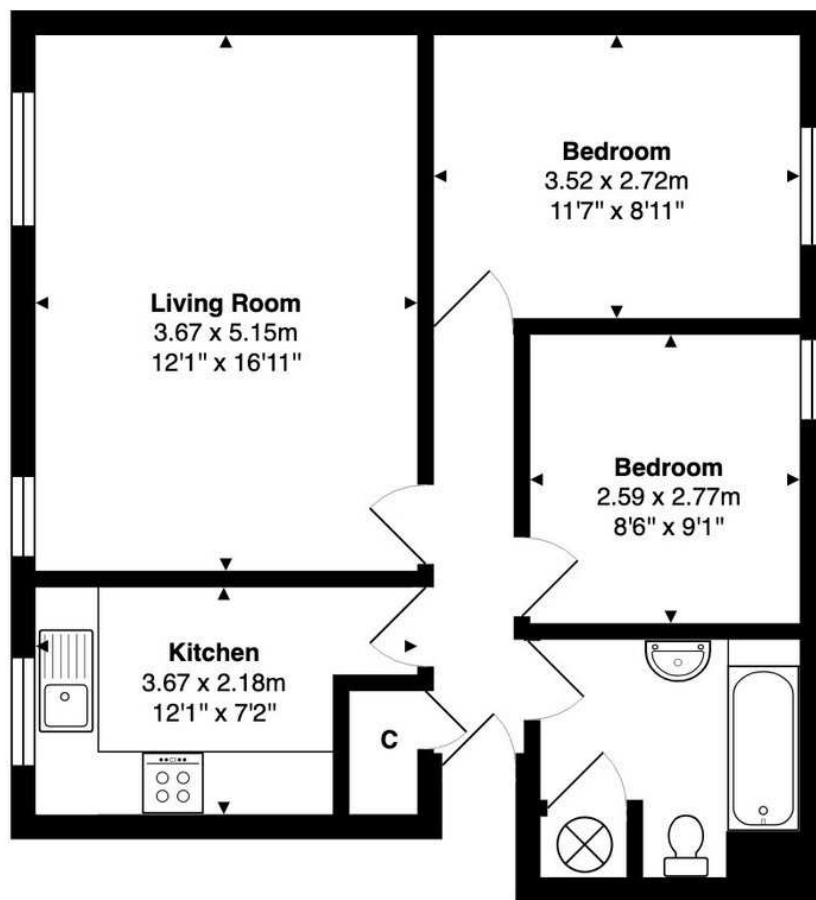 Bedroom
3.52 x 2.72m
11'7" x 8'11"
Living Room
3.67 x 5.15m
12'1" x 16'11"
Bedroom
2.59 x 2.77m
8'6" x 9'1"
Kitchen
3.67 x 2.18m
12'1" x 7'2"
C